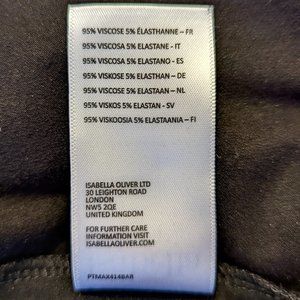 95% VISCOSE 5% ÉLASTHANNE – FR
95% VISCOSA 5% ELASTANE - IT
95% VISCOSA 5% ELASTANO - ES
95% VISKOSE 5% ELASTHAN – DE
95% VISCOSE 5% ELASTAAN – NL
95% VISKOS 5% ELASTAN - SV
95% VISKOOSIA 5% ELASTAANIA – FI
ISABELLA OLIVER LTD
30 LEIGHTON ROAD
LONDON
NW5 2QE
UNITED KINGDOM
FOR FURTHER CARE
INFORMATION VISIT
ISABELLAOLIVER.COM
PTMAX414BAR